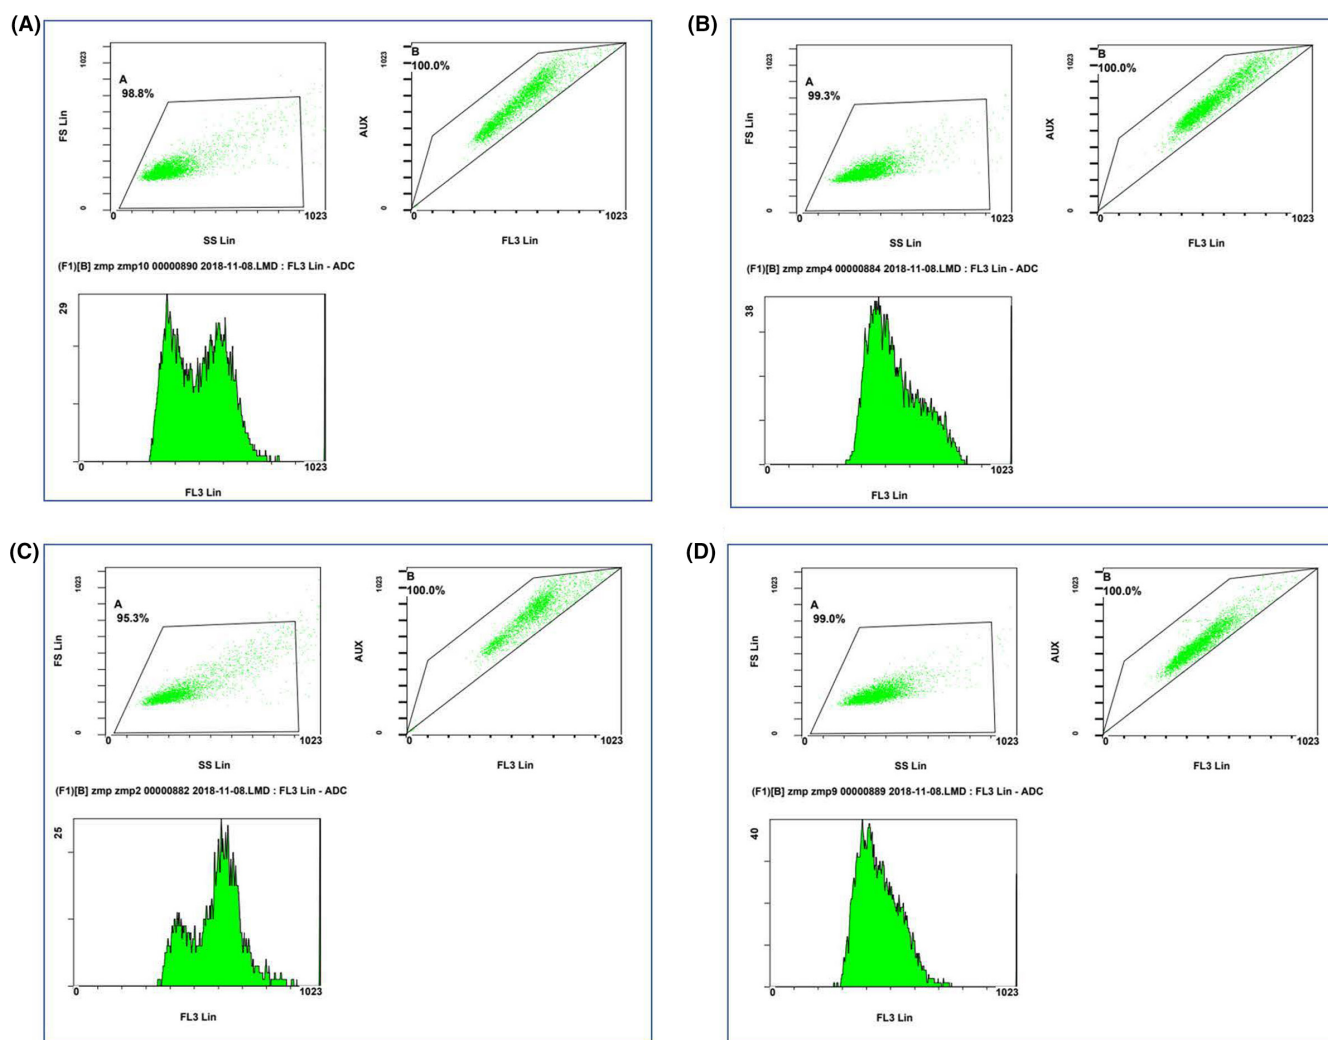 (A)
1023
A
98.8%
FS Lin
0
0
1023
SS Lin
1023
B
100.0%
AUX
0
0
1023
FL3 Lin
(F1)[B] zmp zmp10 00000890 2018-11-08.LMD : FL3 Lin - ADC
29
0
1023
FL3 Lin
(B)
1023
A
99.3%
FS Lin
0
0
1023
SS Lin
1023
B
100.0%
AUX
0
0
1023
FL3 Lin
(F1)[B] zmp zmp4 00000884 2018-11-08.LMD : FL3 Lin - ADC
38
0
1023
FL3 Lin
(C)
1023
A
95.3%
FS Lin
0
0
1023
SS Lin
1023
B
100.0%
AUX
0
0
1023
FL3 Lin
(F1)[B] zmp zmp2 00000882 2018-11-08.LMD : FL3 Lin - ADC
25
0
1023
FL3 Lin
(D)
1023
A
99.0%
FS Lin
0
0
1023
SS Lin
1023
B
100.0%
AUX
0
0
1023
FL3 Lin
(F1)[B] zmp zmp9 00000889 2018-11-08.LMD : FL3 Lin - ADC
40
0
1023
FL3 Lin